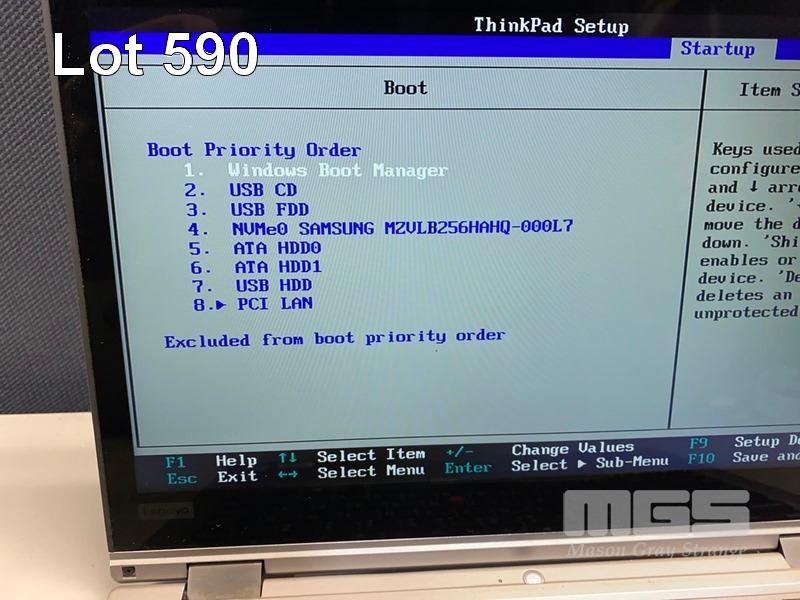 Lot 590
ThinkPad Setup
Startup
Boot
Item S
Boot Priority Order
1. Windows Boot Manager
2. USB CD
3. USB FDD
4. NVMe0 SAMSUNG MZVLB256HAHQ-000L7
5. ATA HDD0
6. ATA HDD1
7. USB HDD
8.▶ PCI LAN
Excluded from boot priority order
Keys used
configure
and ↓ arr
device. '
move the d
down. 'Shi
enables or
device. 'De
deletes an
unprotected
F1 Help ↑↓ Select Item +/- Change Values F9 Setup De
Esc Exit ←→ Select Menu Enter Select ▶ Sub-Menu F10 Save and
Lenovo
MGS
Mason Gray Strange